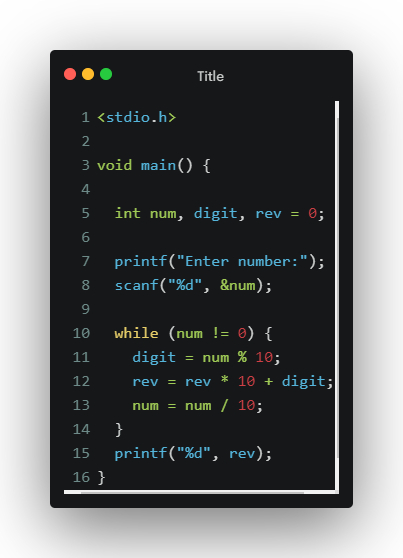 Title
1 <stdio.h>
2
3 void main() {
4
5   int num, digit, rev = 0;
6
7   printf("Enter number:");
8   scanf("%d", &num);
9
10   while (num != 0) {
11     digit = num % 10;
12     rev = rev * 10 + digit;
13     num = num / 10;
14   }
15   printf("%d", rev);
16 }